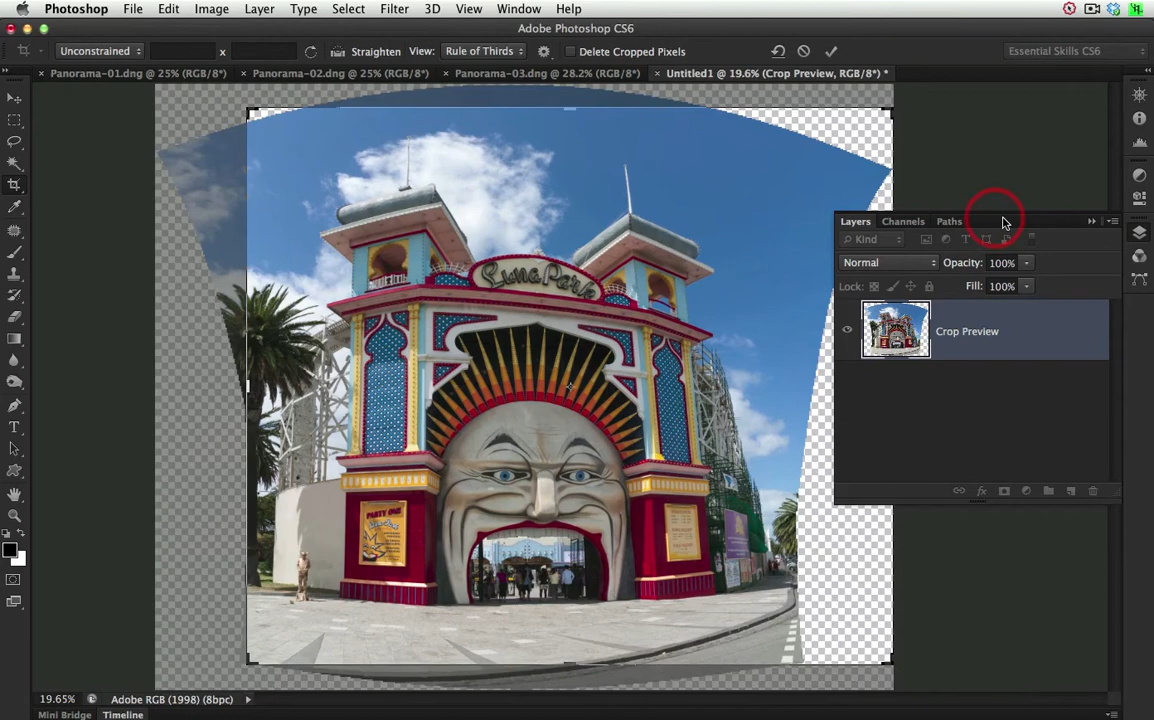 Photoshop File Edit Image Layer Type Select Filter 3D View Window Help
Adobe Photoshop CS6
Unconstrained x Straighten View: Rule of Thirds Delete Cropped Pixels Essential Skills CS6
Panorama-01.dng @ 25% (RGB/8*) Panorama-02.dng @ 25% (RGB/8*) Panorama-03.dng @ 28.2% (RGB/8*) Untitled1 @ 19.6% (Crop Preview, RGB/8*) *
Layers Channels Paths
Kind
Normal Opacity: 100%
Lock: Fill: 100%
Crop Preview
Luna Park
PARTY ONE
19.65% Adobe RGB (1998) (8bpc)
Mini Bridge Timeline